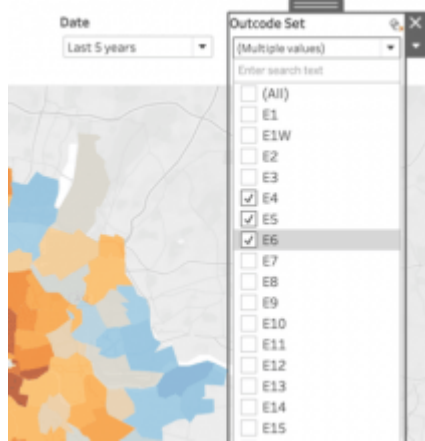 Date
Last 5 years
Outcode Set
(Multiple values)
Enter search text
(All)
E1
E1W
E2
E3
E4
E5
E6
E7
E8
E9
E10
E11
E12
E13
E14
E15